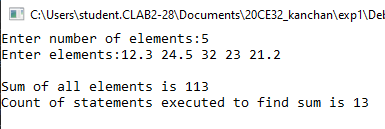 C:\Users\student.CLAB2-28\Documents\20CE32_kanchan\exp1\Deb
Enter number of elements:5
Enter elements:12.3 24.5 32 23 21.2
Sum of all elements is 113
Count of statements executed to find sum is 13